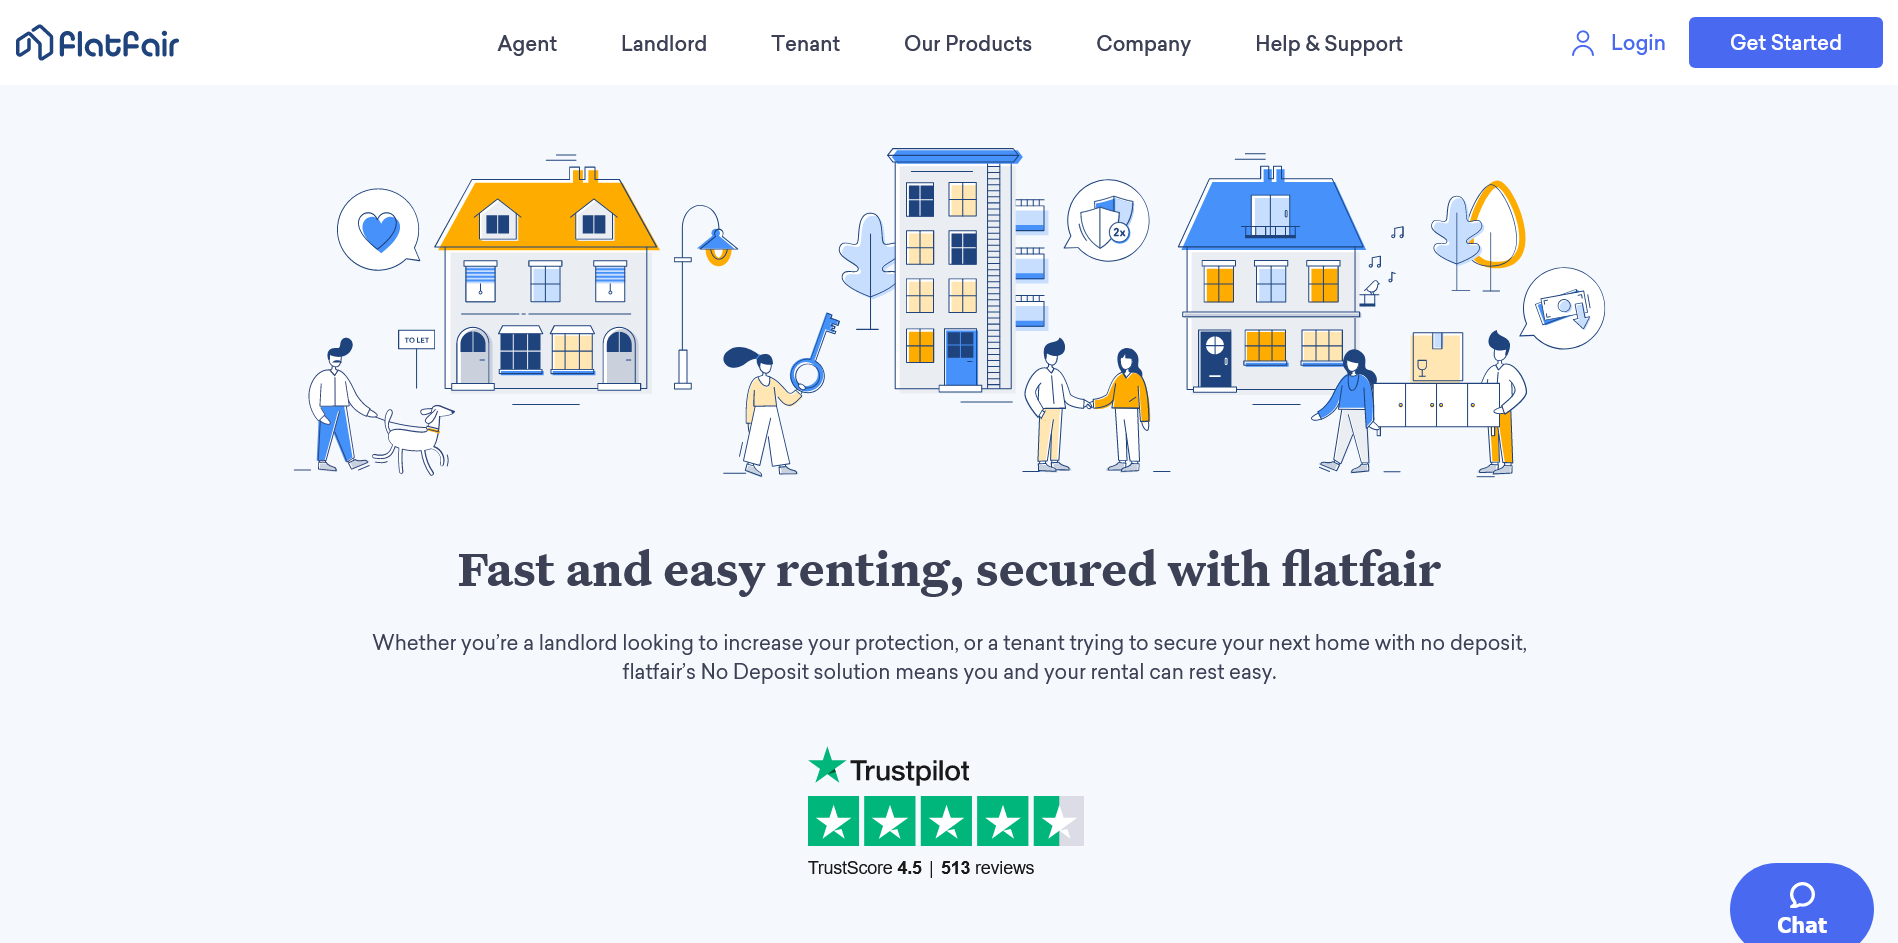 flatfair
Agent Landlord Tenant Our Products Company Help & Support Login Get Started
2x
TO LET
Fast and easy renting, secured with flatfair
Whether you’re a landlord looking to increase your protection, or a tenant trying to secure your next home with no deposit,
flatfair’s No Deposit solution means you and your rental can rest easy.
Trustpilot
TrustScore 4.5 | 513 reviews
Chat